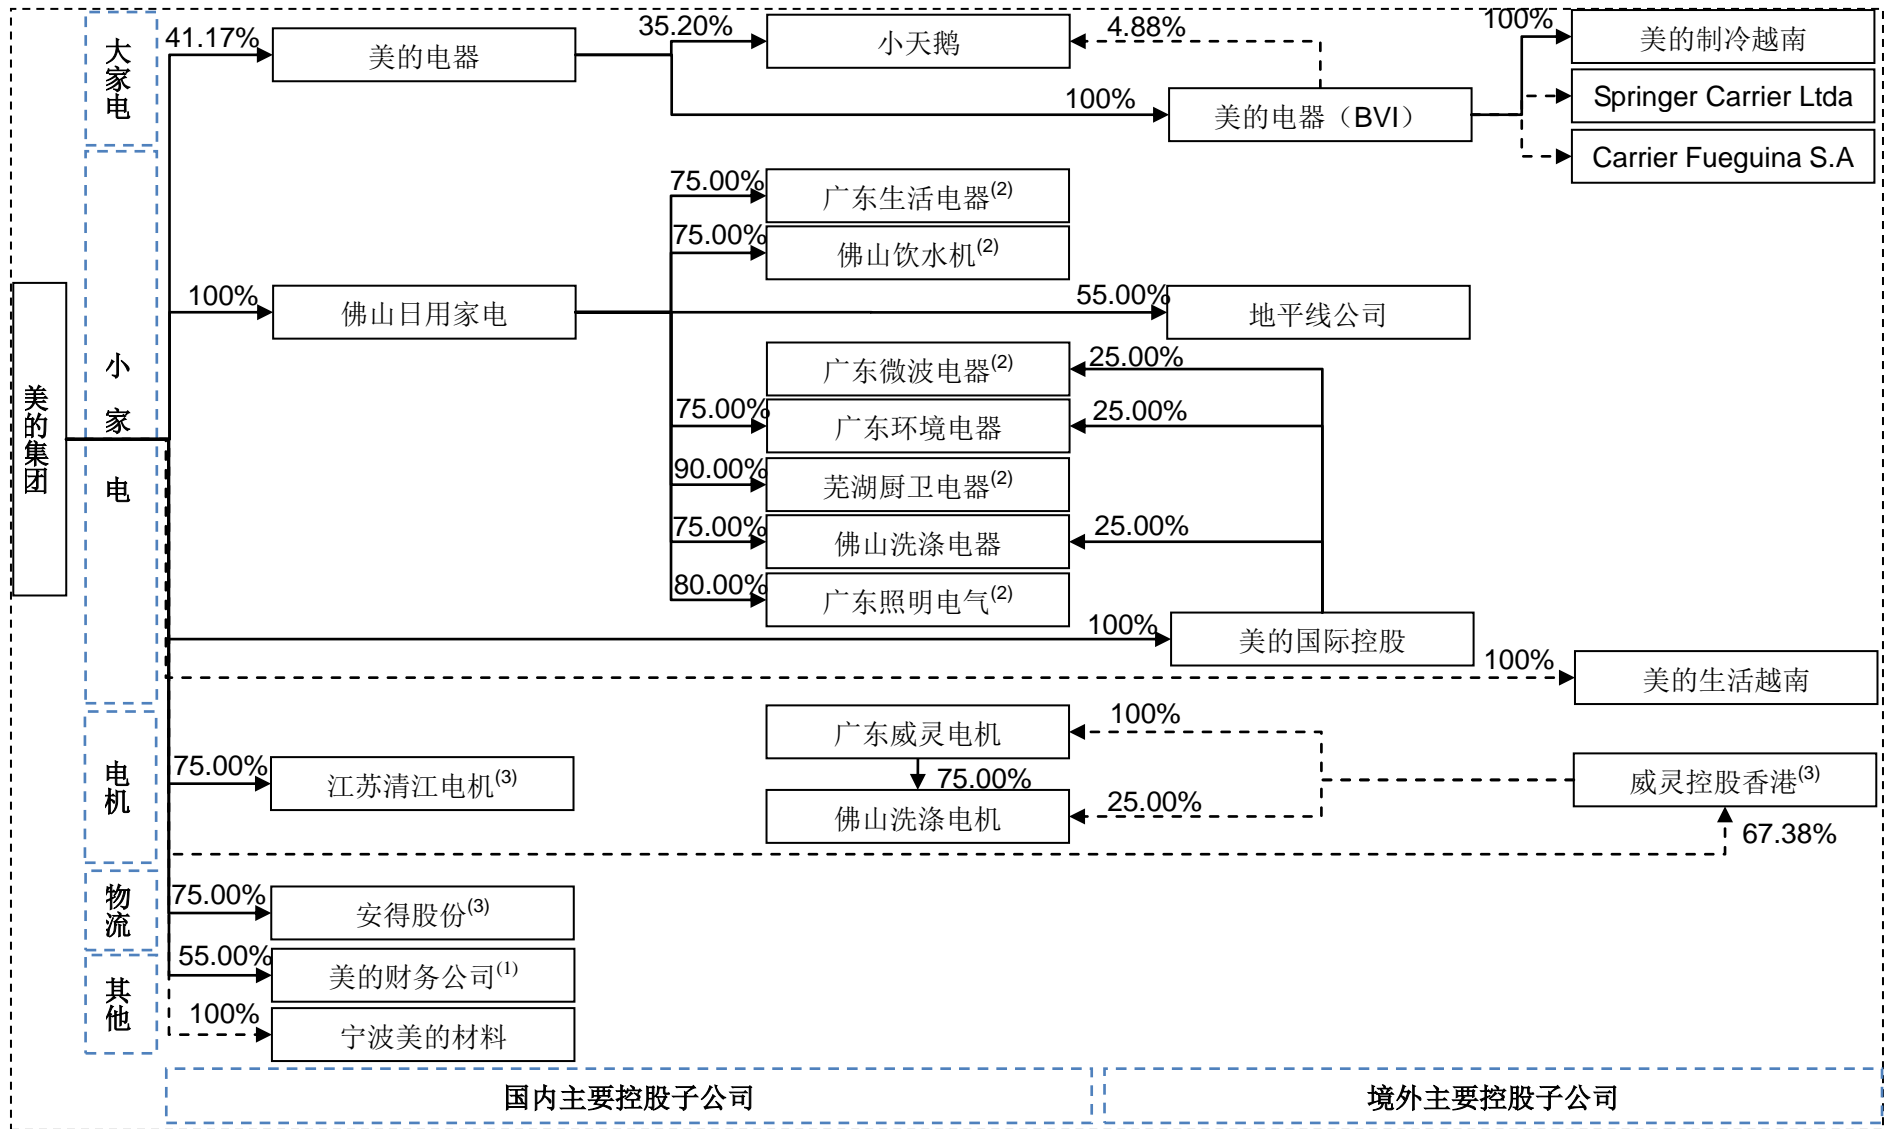 美的集团
大家电
41.17%
美的电器
35.20%
小天鹅
4.88%
100%
美的制冷越南
100%
美的电器（BVI）
Springer Carrier Ltda
Carrier Fueguina S.A
小家电
75.00%
广东生活电器(2)
75.00%
佛山饮水机(2)
100%
佛山日用家电
55.00%
地平线公司
广东微波电器(2)
25.00%
75.00%
广东环境电器
25.00%
90.00%
芜湖厨卫电器(2)
75.00%
佛山洗涤电器
25.00%
80.00%
广东照明电气(2)
100%
美的国际控股
100%
美的生活越南
电机
广东威灵电机
100%
75.00%
江苏清江电机(3)
75.00%
佛山洗涤电机
25.00%
威灵控股香港(3)
67.38%
物流
75.00%
安得股份(3)
其他
55.00%
美的财务公司(1)
100%
宁波美的材料
国内主要控股子公司
境外主要控股子公司